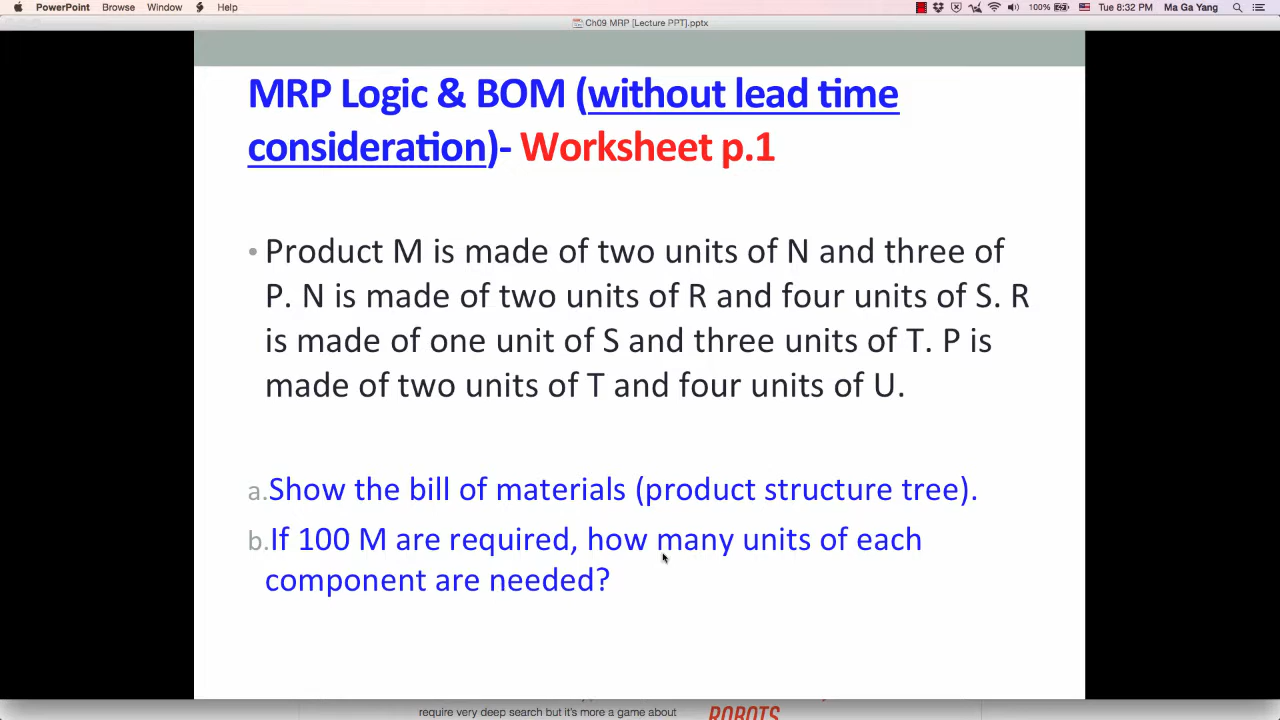 PowerPoint Browse Window Help 100% Tue 8:32 PM Ma Ga Yang
Ch09 MRP [Lecture PPT].pptx
MRP Logic & BOM (without lead time
consideration)- Worksheet p.1
• Product M is made of two units of N and three of
P. N is made of two units of R and four units of S. R
is made of one unit of S and three units of T. P is
made of two units of T and four units of U.
a.Show the bill of materials (product structure tree).
b.If 100 M are required, how many units of each
component are needed?
require very deep search but it's more a game about
ROBOTS